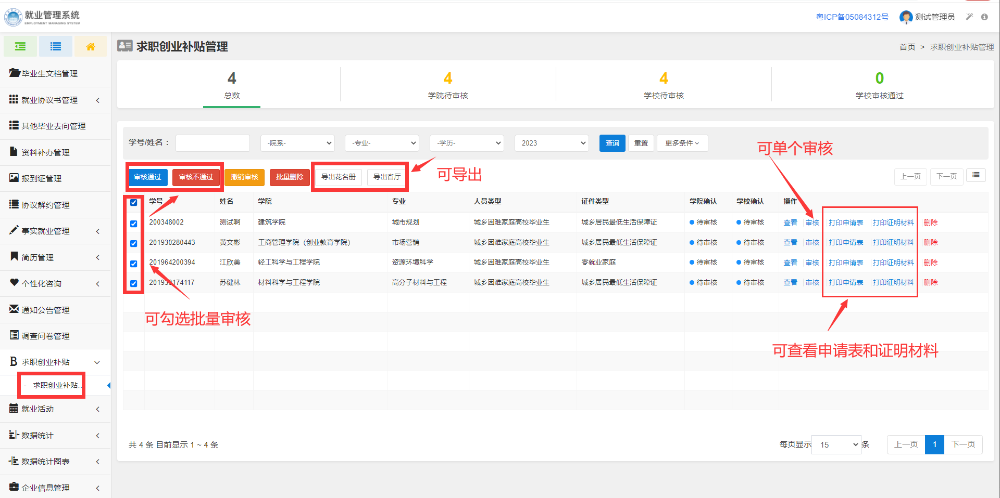 就业管理系统
EMPLOYMENT MANAGING SYSTEM
粤ICP备05084312号
测试管理员
求职创业补贴管理
首页 > 求职创业补贴管理
毕业生文档管理
就业协议书管理
其他毕业去向管理
资料补办管理
报到证管理
协议解约管理
事实就业管理
简历管理
个性化咨询
通知公告管理
调查问卷管理
求职创业补贴
- 求职创业补贴...
就业活动
数据统计
数据统计图表
企业信息管理
4 4 4 0
总数 学院待审核 学校待审核 学校审核通过
学号/姓名： -院系- -专业- -学历- 2023 查询 重置 更多条件
可单个审核
审核通过 审核不通过 撤销审核 批量删除 导出花名册 导出省厅 可导出 上一页 下一页
学号 姓名 学院 专业 人员类型 证件类型 学院确认 学校确认 操作
200348002 测试啊 建筑学院 城市规划 城乡困难家庭高校毕业生 城乡居民最低生活保障证 待审核 待审核 查看 审核 打印申请表 打印证明材料 删除
201930280443 黄文彬 工商管理学院（创业教育学院） 市场营销 城乡困难家庭高校毕业生 城乡居民最低生活保障证 待审核 待审核 查看 审核 打印申请表 打印证明材料 删除
201964200394 江欣美 轻工科学与工程学院 资源环境科学 城乡困难家庭高校毕业生 零就业家庭 待审核 待审核 查看 审核 打印申请表 打印证明材料 删除
201930174117 苏健林 材料科学与工程学院 高分子材料与工程 城乡困难家庭高校毕业生 城乡居民最低生活保障证 待审核 待审核 查看 审核 打印申请表 打印证明材料 删除
可勾选批量审核
可查看申请表和证明材料
共 4 条 目前显示 1 ~ 4 条
每页显示 15 条 上一页 1 下一页